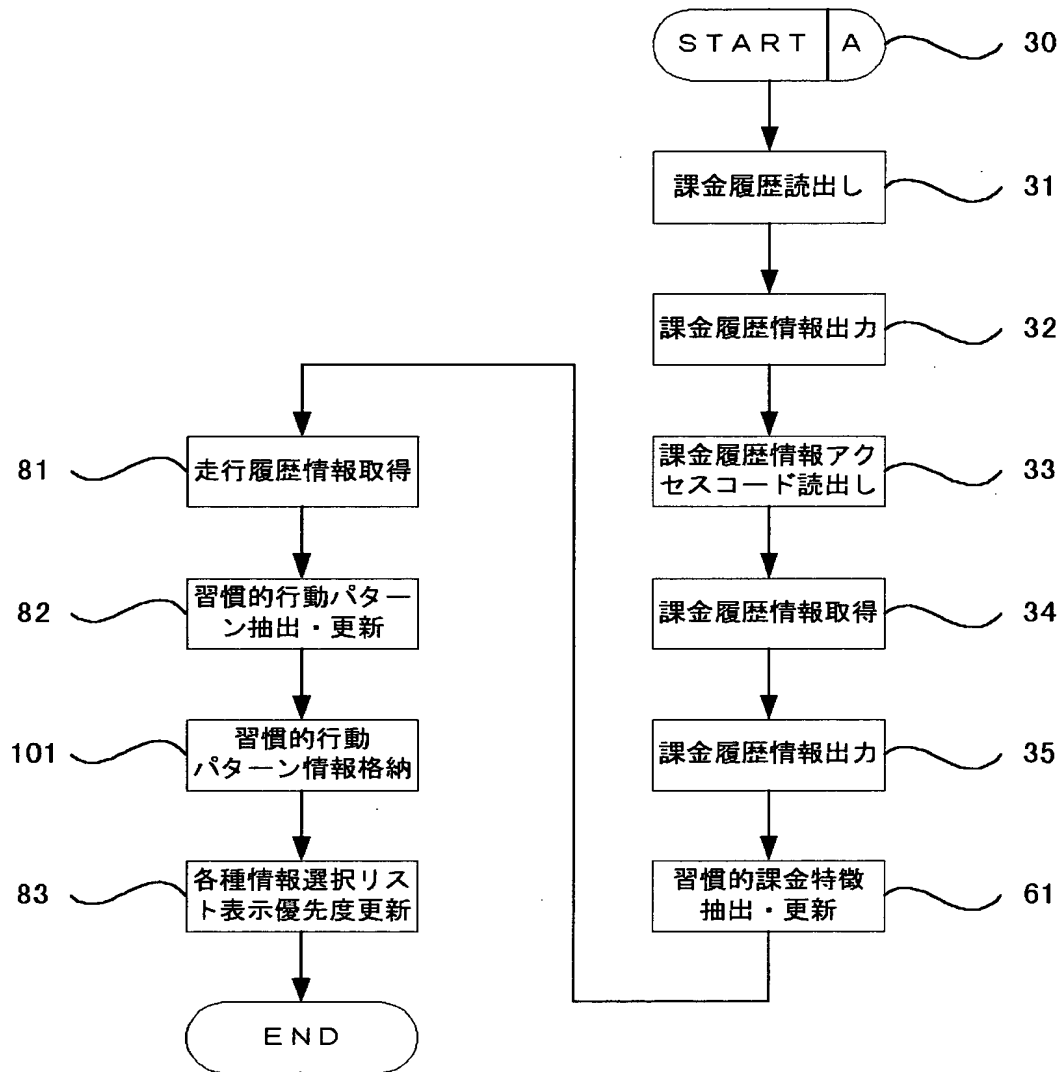 START A
30
課金履歴読出し
31
課金履歴情報出力
32
課金履歴情報アク
セスコード読出し
33
課金履歴情報取得
34
課金履歴情報出力
35
習慣的課金特徴
抽出・更新
61
走行履歴情報取得
81
習慣的行動パター
ン抽出・更新
82
習慣的行動
パターン情報格納
101
各種情報選択リス
ト表示優先度更新
83
END